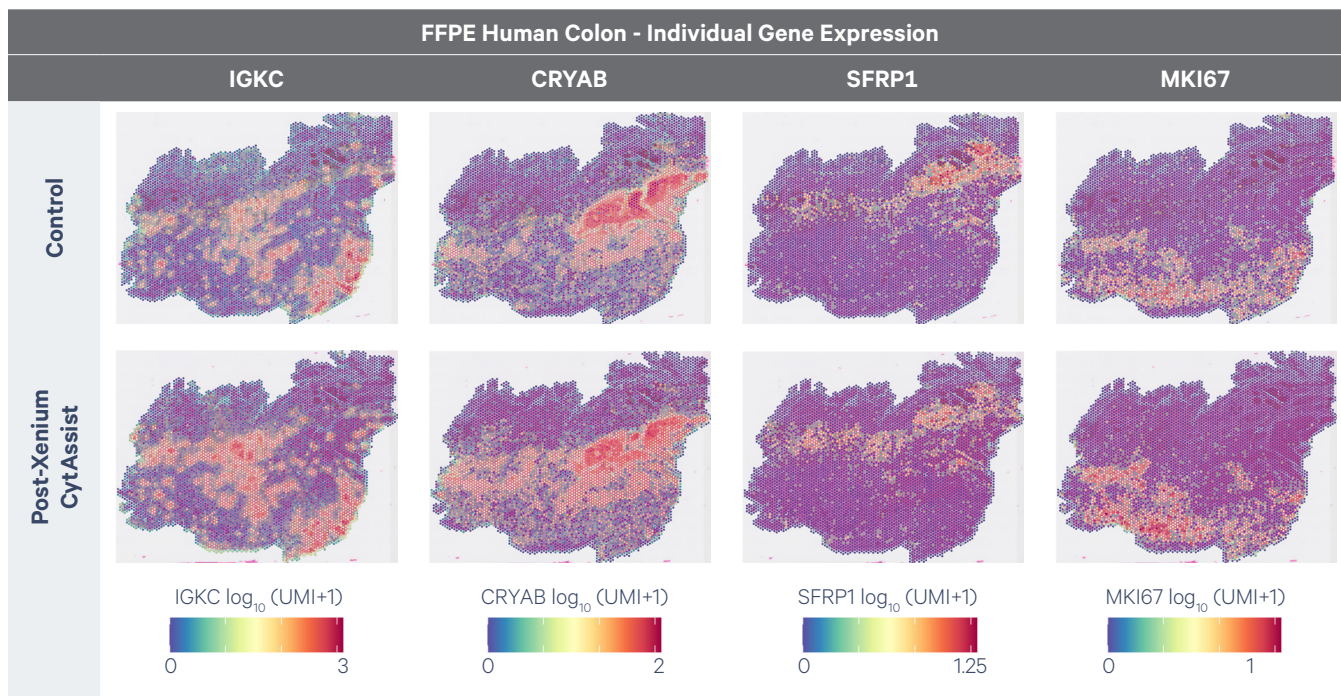 FFPE Human Colon - Individual Gene Expression
IGKC CRYAB SFRP1 MKI67
Control
Post-Xenium
CytAssist
IGKC log₁₀ (UMI+1) CRYAB log₁₀ (UMI+1) SFRP1 log₁₀ (UMI+1) MKI67 log₁₀ (UMI+1)
0 3 0 2 0 1.25 0 1